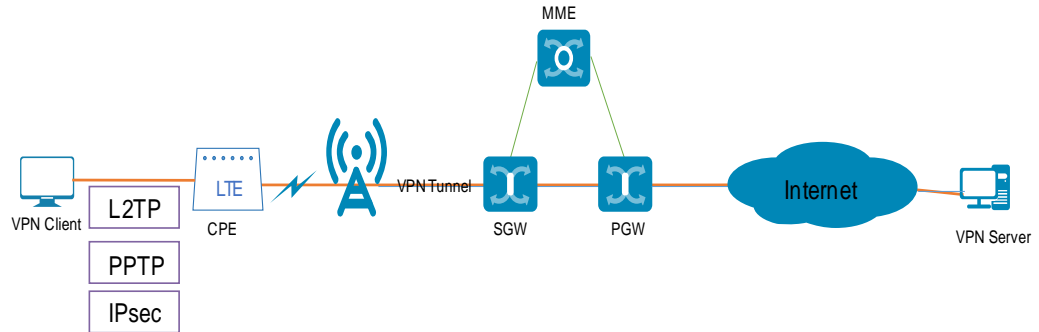 MME
LTE
VPN Tunnel
Internet
VPN Client
L2TP
CPE
SGW
PGW
VPN Server
PPTP
IPsec